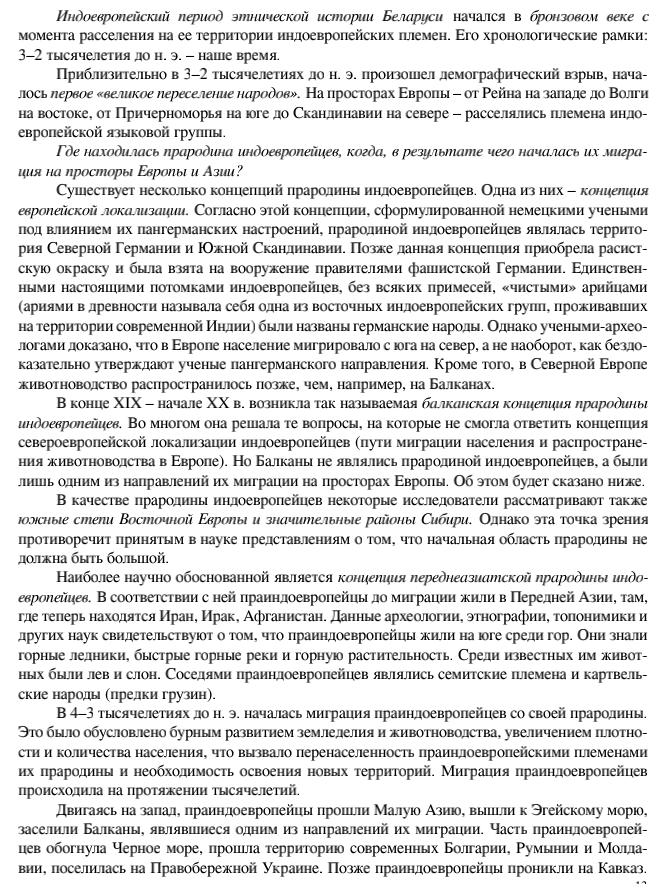 Индоевропейский период этнической истории Беларуси начался в бронзовом веке с
момента расселения на ее территории индоевропейских племен. Его хронологические рамки:
3–2 тысячелетия до н. э. – наше время.
Приблизительно в 3–2 тысячелетиях до н. э. произошел демографический взрыв, нача-
лось первое «великое переселение народов». На просторах Европы – от Рейна на западе до Волги
на востоке, от Причерноморья на юге до Скандинавии на севере – расселялись племена индо-
европейской языковой группы.
Где находилась прародина индоевропейцев, когда, в результате чего началась их мигра-
ция на просторы Европы и Азии?
Существует несколько концепций прародины индоевропейцев. Одна из них – концепция
европейской локализации. Согласно этой концепции, сформулированной немецкими учеными
под влиянием их пангерманских настроений, прародиной индоевропейцев являлась террито-
рия Северной Германии и Южной Скандинавии. Позже данная концепция приобрела расист-
скую окраску и была взята на вооружение правителями фашистской Германии. Единствен-
ными настоящими потомками индоевропейцев, без всяких примесей, «чистыми» арийцами
(ариями в древности называла себя одна из восточных индоевропейских групп, проживавших
на территории современной Индии) были названы германские народы. Однако учеными-архео-
логами доказано, что в Европе население мигрировало с юга на север, а не наоборот, как бездо-
казательно утверждают ученые пангерманского направления. Кроме того, в Северной Европе
животноводство распространилось позже, чем, например, на Балканах.
В конце XIX – начале XX в. возникла так называемая балканская концепция прародины
индоевропейцев. Во многом она решала те вопросы, на которые не смогла ответить концепция
североевропейской локализации индоевропейцев (пути миграции населения и распростране-
ния животноводства в Европе). Но Балканы не являлись прародиной индоевропейцев, а были
лишь одним из направлений их миграции на просторах Европы. Об этом будет сказано ниже.
В качестве прародины индоевропейцев некоторые исследователи рассматривают также
южные степи Восточной Европы и значительные районы Сибири. Однако эта точка зрения
противоречит принятым в науке представлениям о том, что начальная область прародины не
должна быть большой.
Наиболее научно обоснованной является концепция переднеазиатской прародины индо-
европейцев. В соответствии с ней праиндоевропейцы до миграции жили в Передней Азии, там,
где теперь находятся Иран, Ирак, Афганистан. Данные археологии, этнографии, топонимики и
других наук свидетельствуют о том, что праиндоевропейцы жили на юге среди гор. Они знали
горные ледники, быстрые горные реки и горную растительность. Среди известных им живот-
ных были лев и слон. Соседями праиндоевропейцев являлись семитские племена и картвель-
ские народы (предки грузин).
В 4–3 тысячелетиях до н. э. началась миграция праиндоевропейцев со своей прародины.
Это было обусловлено бурным развитием земледелия и животноводства, увеличением плотно-
сти и количества населения, что вызвало перенаселенность праиндоевропейскими племенами
их прародины и необходимость освоения новых территорий. Миграция праиндоевропейцев
происходила на протяжении тысячелетий.
Двигаясь на запад, праиндоевропейцы прошли Малую Азию, вышли к Эгейскому морю,
заселили Балканы, являвшиеся одним из направлений их миграции. Часть праиндоевропей-
цев обогнула Черное море, прошла территорию современных Болгарии, Румынии и Молда-
вии, поселилась на Правобережной Украине. Позже праиндоевропейцы проникли на Кавказ.